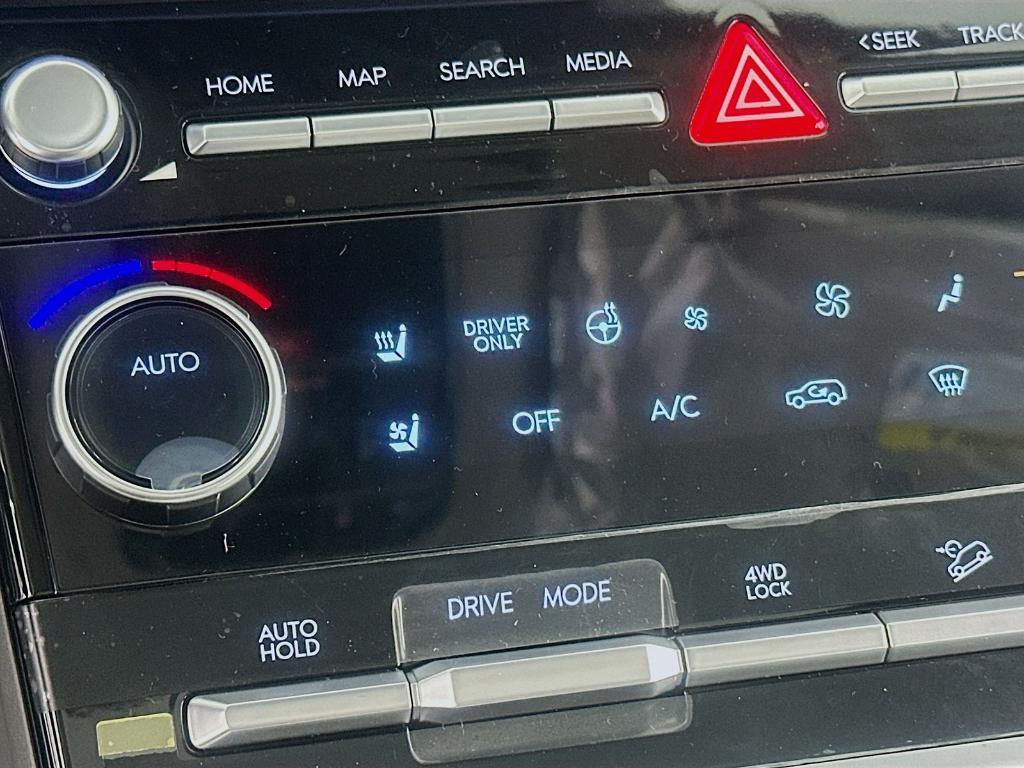 HOME MAP SEARCH MEDIA <SEEK TRACK
AUTO
DRIVER
ONLY
OFF A/C
AUTO
HOLD
DRIVE MODE
4WD
LOCK